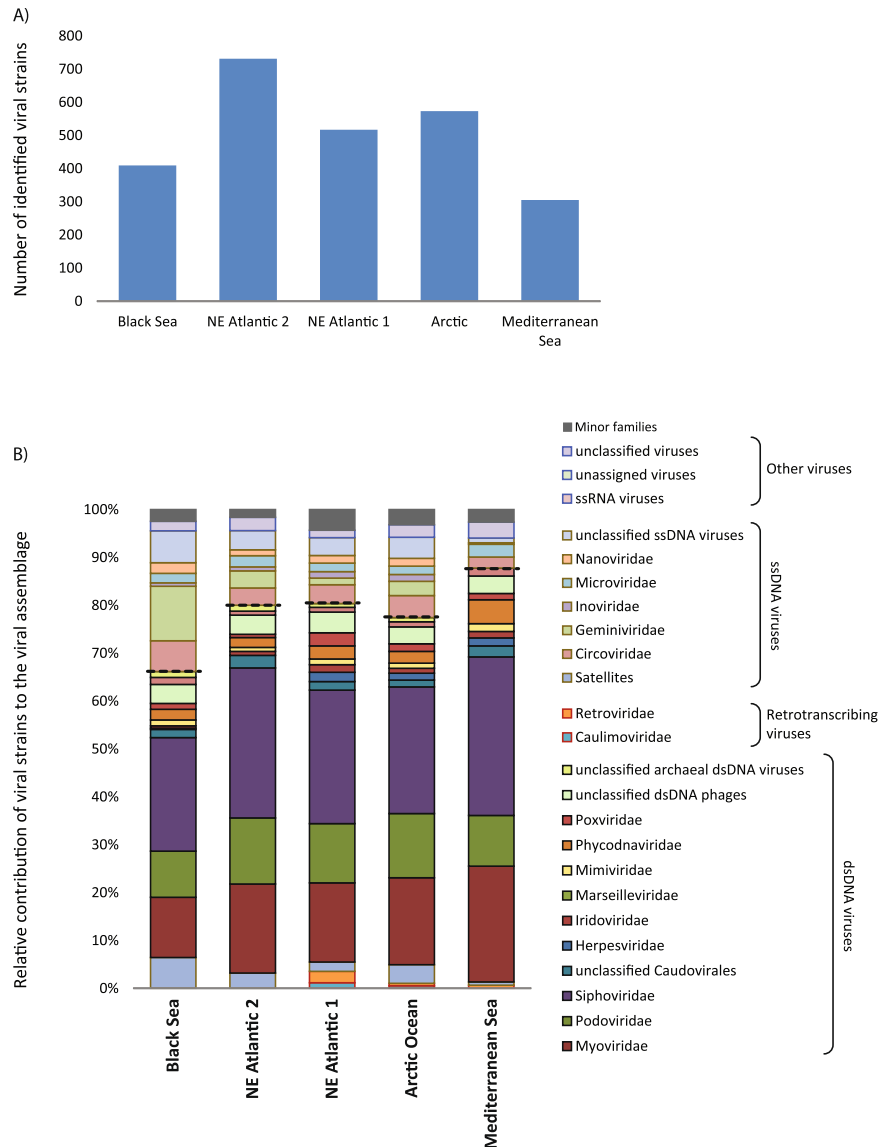 A)
Number of identified viral strains
800
700
600
500
400
300
200
100
0
Black Sea
NE Atlantic 2
NE Atlantic 1
Arctic
Mediterranean
Sea
B)
Relative contribution of viral strains to the viral assemblage
100%
90%
80%
70%
60%
50%
40%
30%
20%
10%
0%
Black Sea
NE Atlantic 2
NE Atlantic 1
Arctic Ocean
Mediterranean Sea
Minor families
unclassified viruses
unassigned viruses
ssRNA viruses
Other viruses
unclassified ssDNA viruses
Nanoviridae
Microviridae
Inoviridae
Geminiviridae
Circoviridae
Satellites
ssDNA viruses
Retroviridae
Caulimoviridae
Retrotranscribing
viruses
unclassified archaeal dsDNA viruses
unclassified dsDNA phages
Poxviridae
Phycodnaviridae
Mimiviridae
Marseilleviridae
Iridoviridae
Herpesviridae
unclassified Caudovirales
Siphoviridae
Podoviridae
Myoviridae
dsDNA viruses